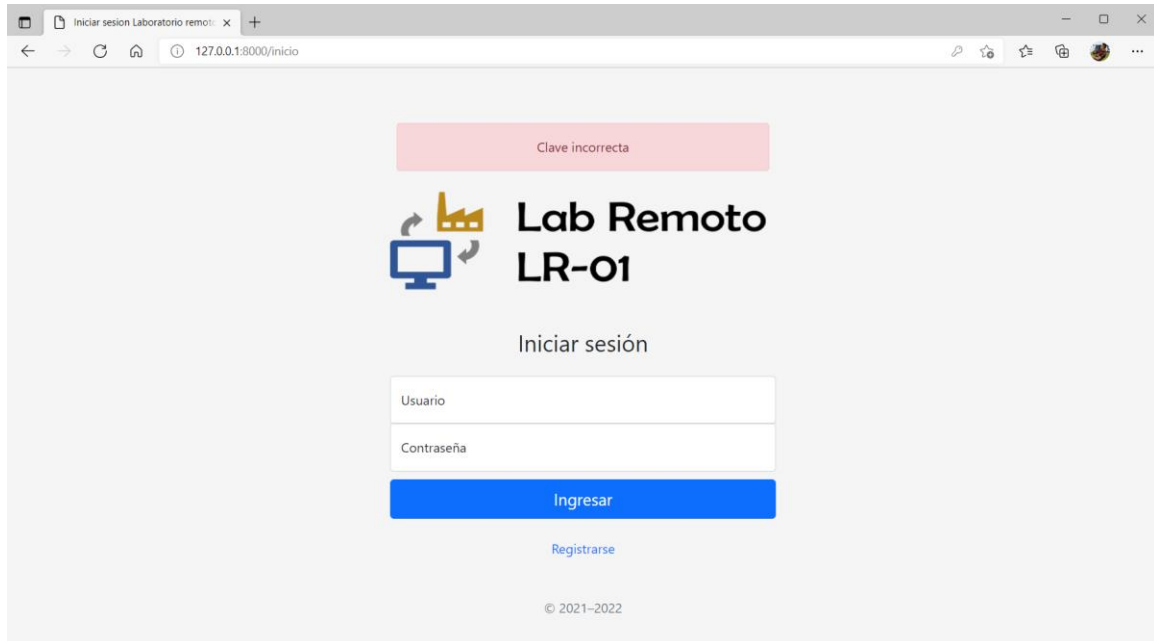 Iniciar sesion Laboratorio remot
127.0.0.1:8000/inicio
Clave incorrecta
Lab Remoto
LR-01
Iniciar sesión
Usuario
Contraseña
Ingresar
Registrarse
© 2021–2022